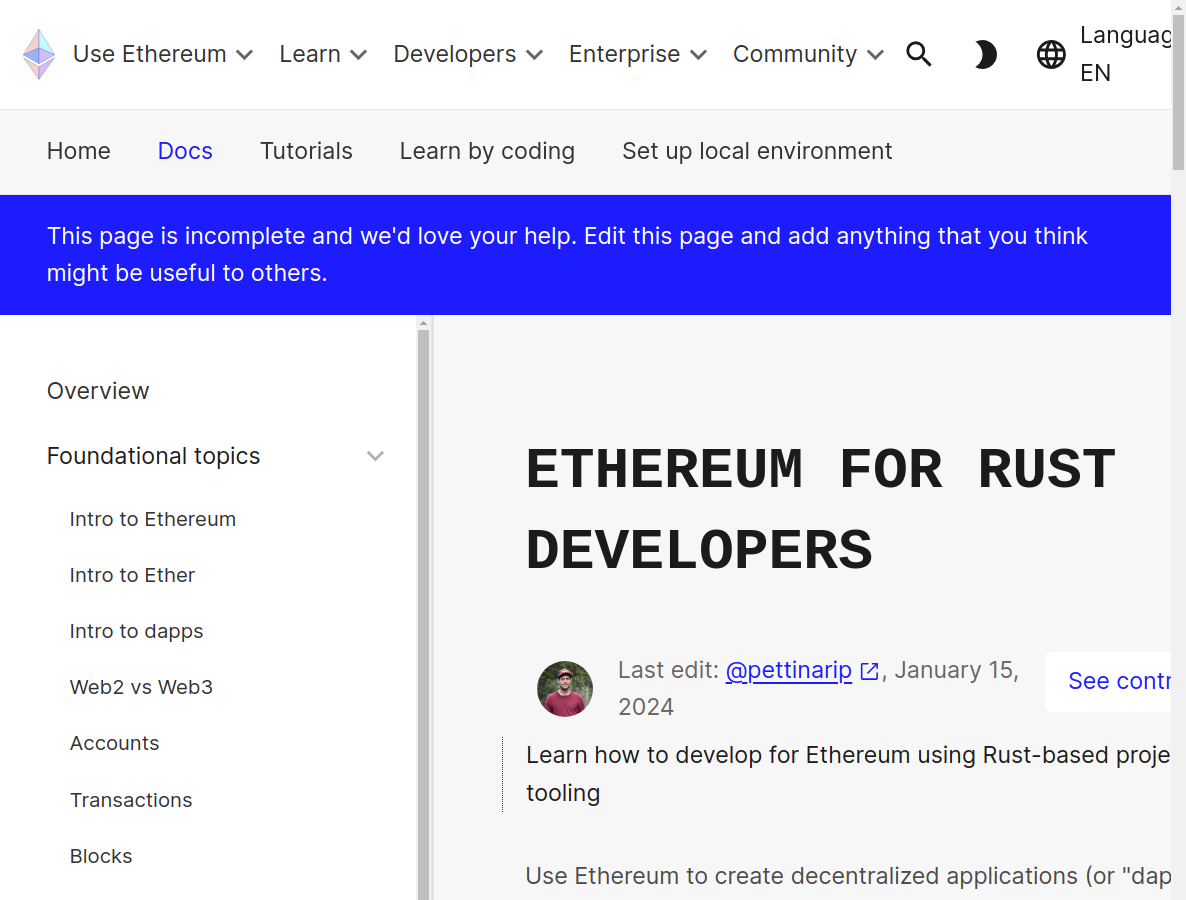 Use Ethereum Learn Developers Enterprise Community
Languag
EN
Home Docs Tutorials Learn by coding Set up local environment
This page is incomplete and we'd love your help. Edit this page and add anything that you think
might be useful to others.
Overview
Foundational topics
Intro to Ethereum
Intro to Ether
Intro to dapps
Web2 vs Web3
Accounts
Transactions
Blocks
ETHEREUM FOR RUST
DEVELOPERS
Last edit: @pettinarip, January 15,
2024
See contr
Learn how to develop for Ethereum using Rust-based proje
tooling
Use Ethereum to create decentralized applications (or "dap